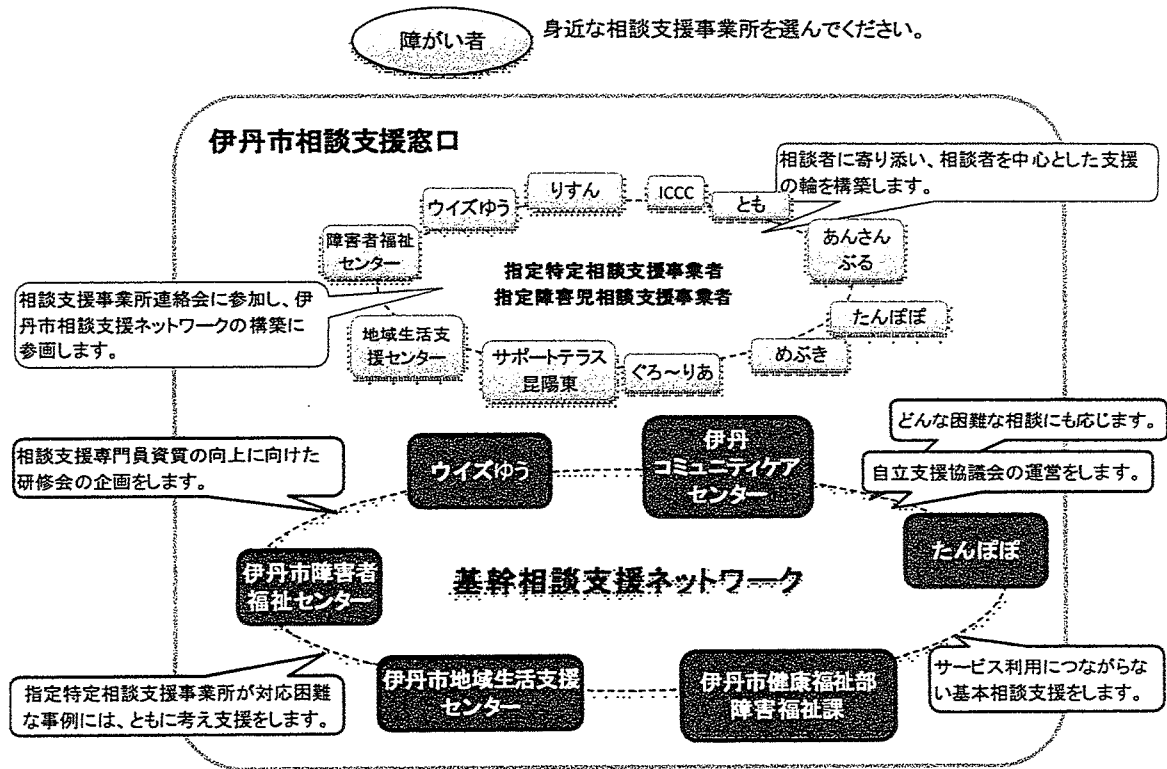 障がい者
身近な相談支援事業所を選んでください。
伊丹市相談支援窓口
相談者に寄り添い、相談者を中心とした支援
の輪を構築します。
りすん
ICCC
とも
ウイズゆう
あんさん
ぶる
障害者福祉
センター
指定特定相談支援事業者
指定障害児相談支援事業者
相談支援事業所連絡会に参加し、伊
丹市相談支援ネットワークの構築に
参画します。
たんぽぽ
地域生活支
援センター
サポートテラス
昆陽東
ぐろ～りあ
めぶき
どんな困難な相談にも応じます。
相談支援専門員資質の向上に向けた
研修会の企画をします。
ウイズゆう
伊丹
コミュニティケア
センター
自立支援協議会の運営をします。
たんぽぽ
伊丹市障害者
福祉センター
基幹相談支援ネットワーク
サービス利用につながらな
い基本相談支援をします。
指定特定相談支援事業所が対応困難
な事例には、ともに考え支援をします。
伊丹市地域生活支援
センター
伊丹市健康福祉部
障害福祉課